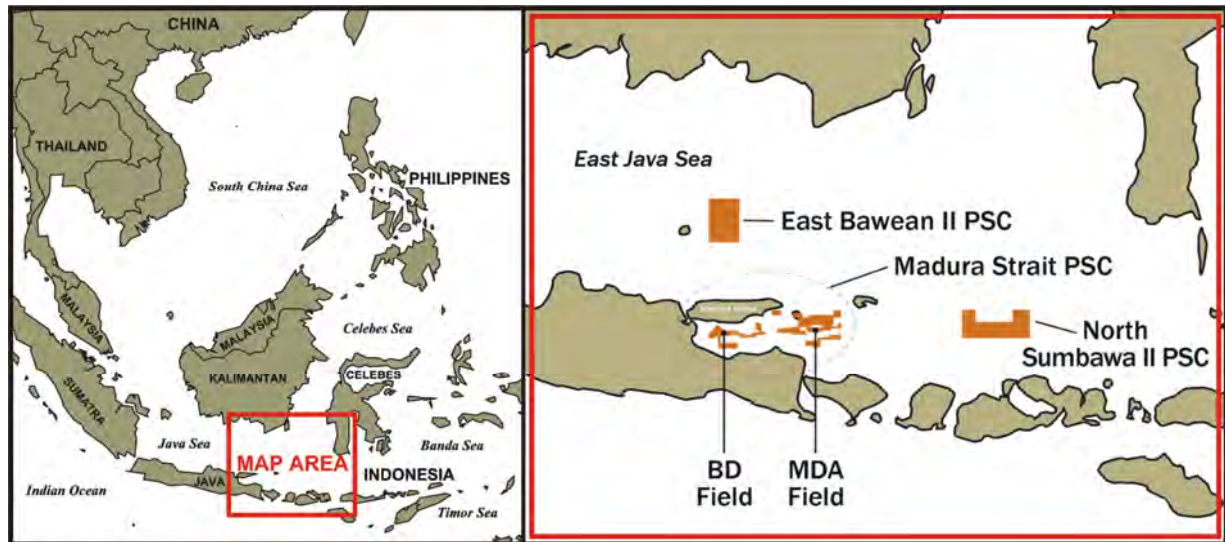 CHINA
THAILAND
South China Sea
PHILIPPINES
MALAYSIA
MALAYSIA
Celebes Sea
KALIMANTAN
CELEBES
SUMATRA
Java Sea
MAP AREA
Banda Sea
INDONESIA
JAVA
Indian Ocean
Timor Sea
East Java Sea
East Bawean II PSC
Madura Strait PSC
North
Sumbawa II PSC
BD
Field
MDA
Field